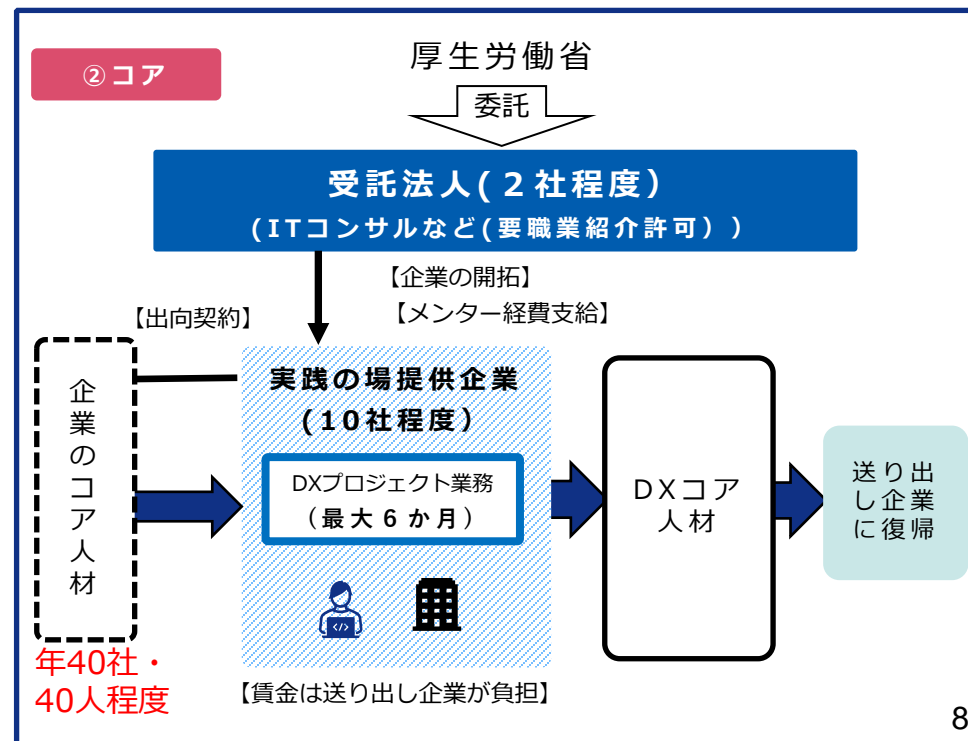 ②コア
厚生労働省
委託
受託法人(２社程度)
(ITコンサルなど(要職業紹介許可））
【企業の開拓】
【メンター経費支給】
【出向契約】
企業のコア人材
実践の場提供企業
(10社程度)
DXプロジェクト業務
（最大６か月）
DXコア
人材
送り出
し企業
に復帰
年40社・
40人程度
【賃金は送り出し企業が負担】
8